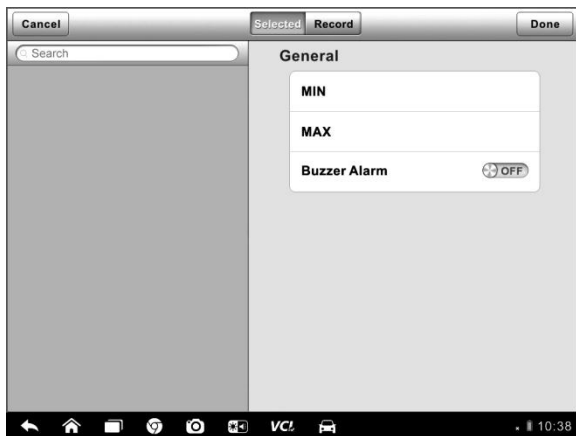 Cancel
Selected Record
Done
Search
General
MIN
MAX
Buzzer Alarm OFF
VCI 10:38